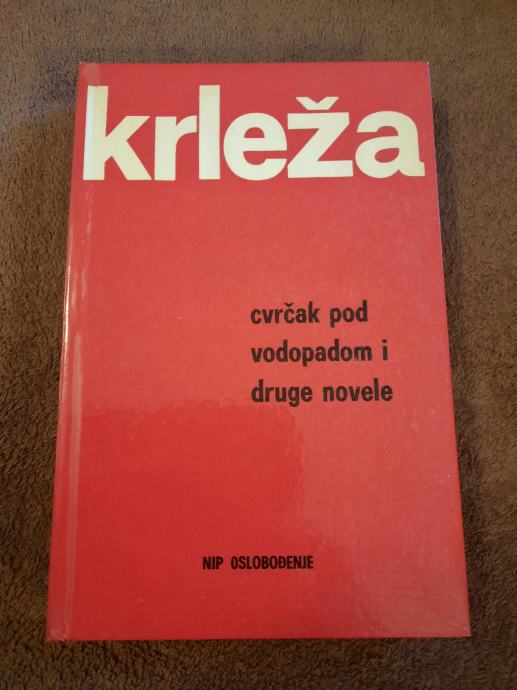 krleža
cvrčak pod
vodopadom i
druge novele
NIP OSLOBOĐENJE